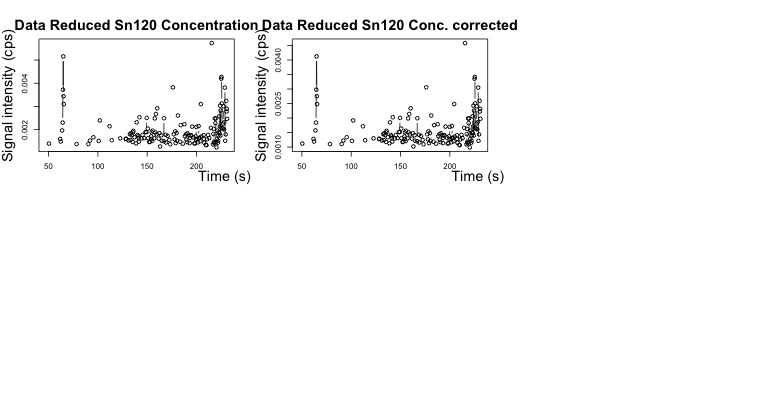 Data Reduced Sn120 Concentration
Signal intensity (cps)
0.004
0.002
50 100 150 200
Time (s)
Data Reduced Sn120 Conc. corrected
Signal intensity (cps)
0.0040
0.0025
0.0010
50 100 150 200
Time (s)